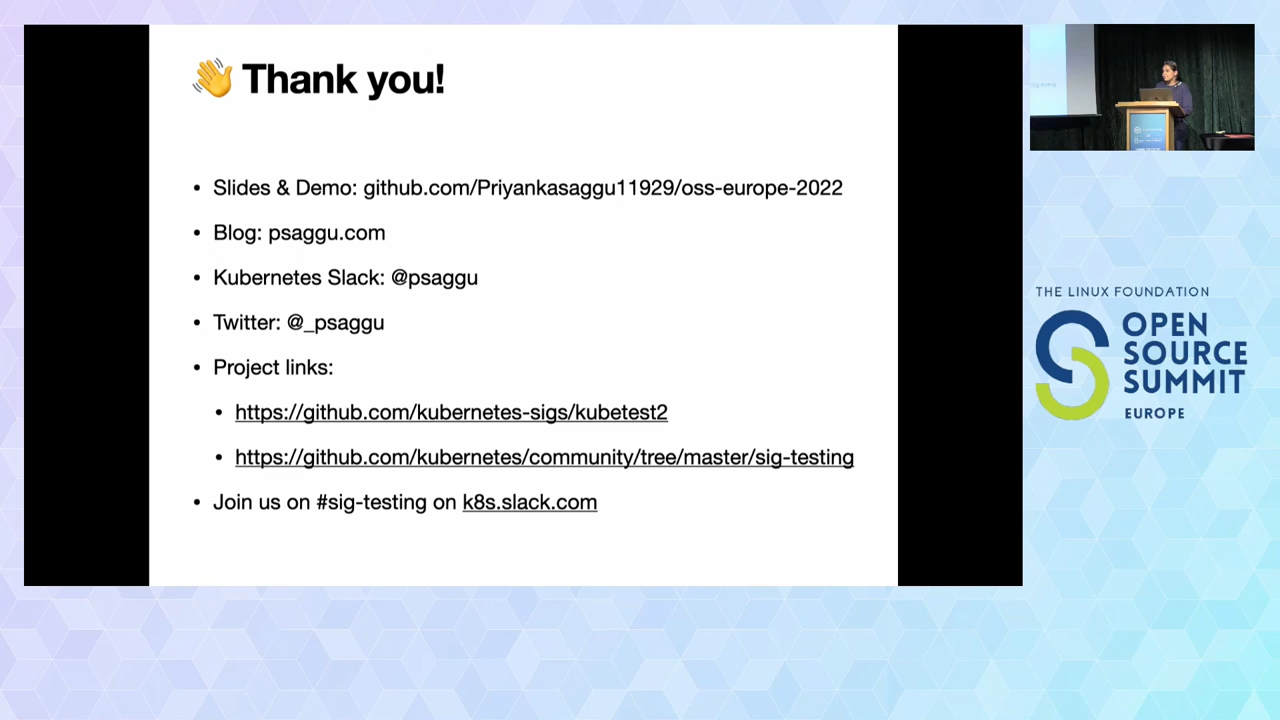 👋 Thank you!
• Slides & Demo: github.com/Priyankasaggu11929/oss-europe-2022
• Blog: psaggu.com
• Kubernetes Slack: @psaggu
• Twitter: @_psaggu
• Project links:
• https://github.com/kubernetes-sigs/kubetest2
• https://github.com/kubernetes/community/tree/master/sig-testing
• Join us on #sig-testing on k8s.slack.com
THE LINUX FOUNDATION
OPEN
SOURCE
SUMMIT
EUROPE